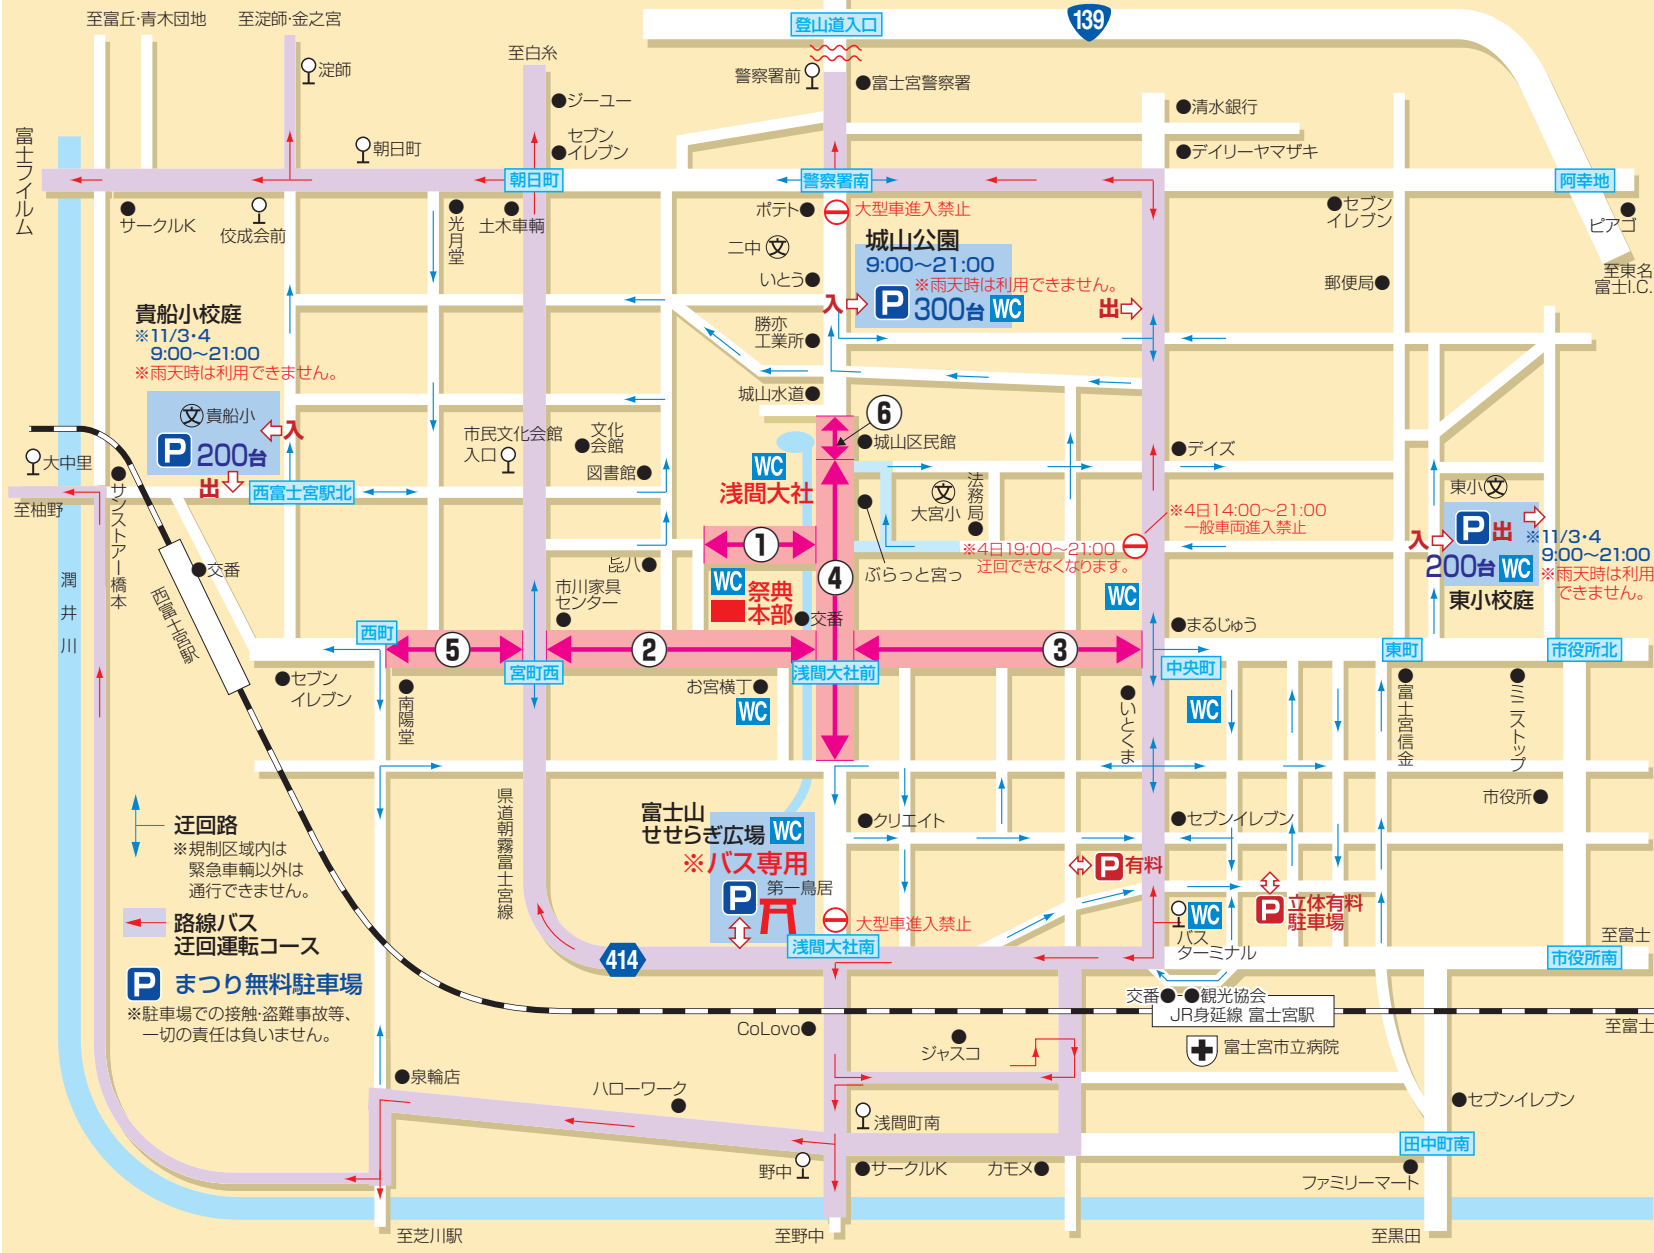 至富丘･青木団地
至淀師･金之宮
淀師
至白糸
登山道入口
139
警察署前
富士宮警察署
ジーユー
セブン
イレブン
清水銀行
デイリーヤマザキ
朝日町
富士フイルム
朝日町
警察署南
阿幸地
サークルK
佼成会前
光月堂
土木車輌
ポテト
大型車進入禁止
セブン
イレブン
ピアゴ
二中
文
城山公園
9:00〜21:00
※雨天時は利用できません。
P
300台
WC
入
出
いとう
郵便局
至東名
富士I.C.
貴船小校庭
※11/3･4
9:00〜21:00
※雨天時は利用できません。
勝亦
工業所
城山水道
文
貴船小
P
200台
入
出
6
城山区民館
市民文化会館
入口
文化
会館
図書館
デイズ
大中里
西富士宮駅北
至柚野
サンストアー橋本
WC
浅間大社
文
大宮小
法務局
※4日14:00〜21:00
一般車両進入禁止
東小
文
P
出
入
200台
WC
※11/3･4
9:00〜21:00
※雨天時は利用
できません。
東小校庭
1
4
※4日19:00〜21:00
迂回できなくなります。
ぶらっと宮っ
昆八
WC
祭典
本部
交番
市川家具
センター
WC
潤井川
交番
西富士宮駅
西町
5
2
3
まるじゅう
宮町西
浅間大社前
中央町
東町
市役所北
セブン
イレブン
南陽堂
お宮横丁
WC
いとくま
WC
富士宮信金
ミニストップ
市役所
迂回路
※規制区域内は
緊急車輌以外は
通行できません。
路線バス
迂回運転コース
P
まつり無料駐車場
※駐車場での接触･盗難事故等、
一切の責任は負いません。
県道朝霧富士宮線
富士山
せせらぎ広場
WC
※バス専用
P
第一鳥居
クリエイト
セブンイレブン
P
有料
P
立体有料
駐車場
大型車進入禁止
WC
バス
ターミナル
414
浅間大社南
市役所南
至富士
交番
観光協会
JR身延線 富士宮駅
至富士
CoLovo
ジャスコ
富士宮市立病院
泉輪店
ハローワーク
浅間町南
セブンイレブン
田中町南
野中
サークルK
カモメ
ファミリーマート
至芝川駅
至野中
至黒田